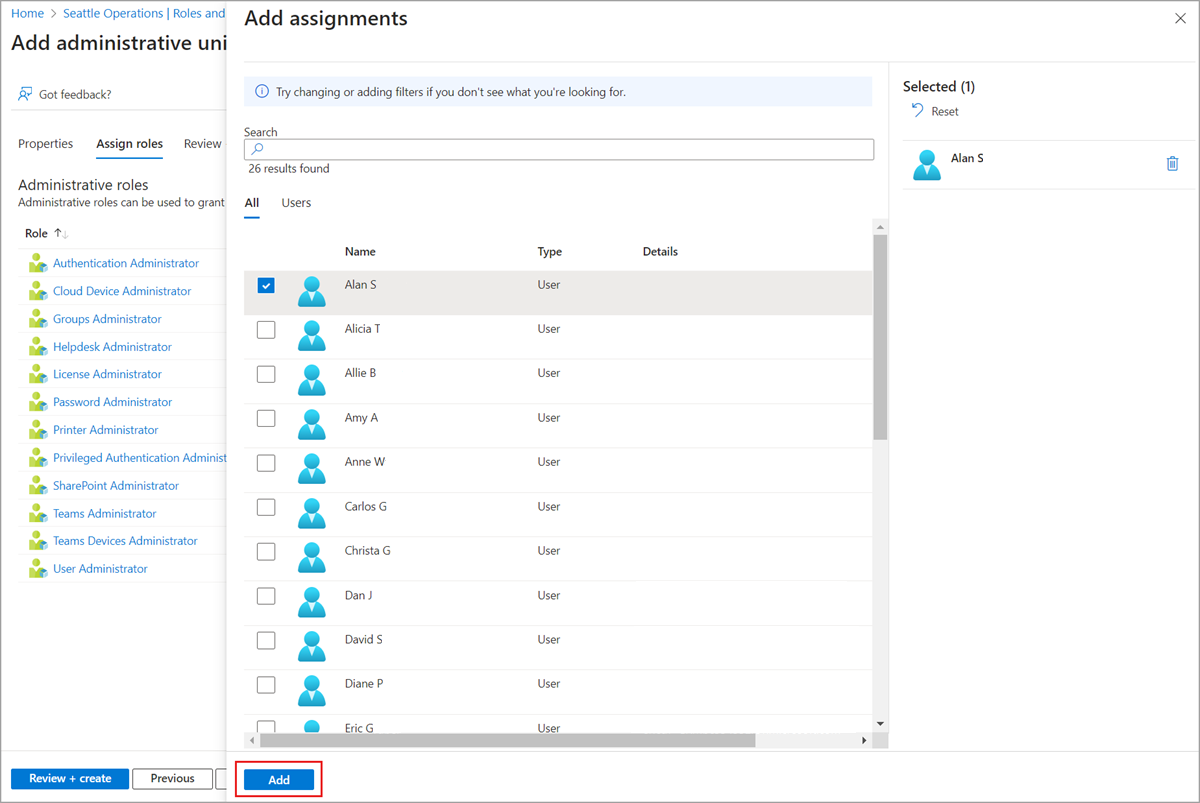 Home > Seattle Operations | Roles and
Add administrative uni
Got feedback?
Properties Assign roles Review
Administrative roles
Administrative roles can be used to grant
Role ↑↓
Authentication Administrator
Cloud Device Administrator
Groups Administrator
Helpdesk Administrator
License Administrator
Password Administrator
Printer Administrator
Privileged Authentication Administ
SharePoint Administrator
Teams Administrator
Teams Devices Administrator
User Administrator
Review + create Previous
Add assignments
Try changing or adding filters if you don't see what you're looking for.
Search
26 results found
All Users
Name Type Details
Alan S User
Alicia T User
Allie B User
Amy A User
Anne W User
Carlos G User
Christa G User
Dan J User
David S User
Diane P User
Eric G User
Add
Selected (1)
Reset
Alan S